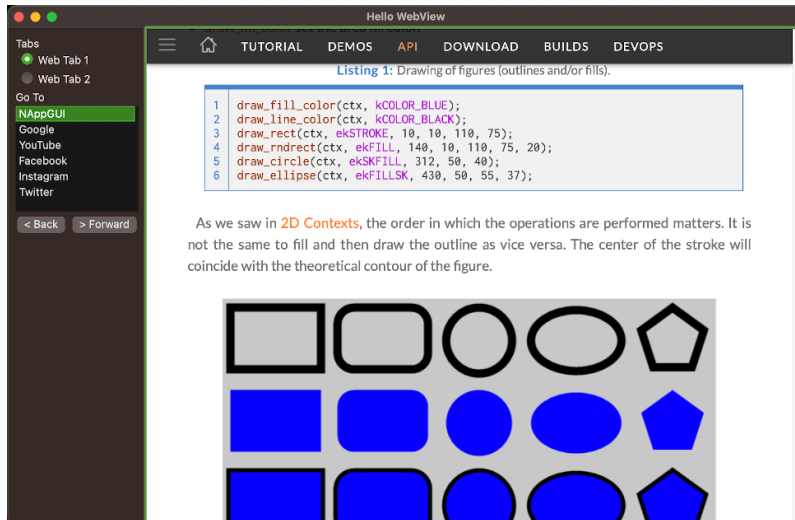 Hello WebView
Tabs
Web Tab 1
Web Tab 2
Go To
NAppGUI
Google
YouTube
Facebook
Instagram
Twitter
< Back
> Forward
TUTORIAL DEMOS API DOWNLOAD BUILDS DEVOPS
Listing 1: Drawing of figures (outlines and/or fills).
1 draw_fill_color(ctx, kCOLOR_BLUE);
2 draw_line_color(ctx, kCOLOR_BLACK);
3 draw_rect(ctx, ekSTROKE, 10, 10, 110, 75);
4 draw_rndrect(ctx, ekFILL, 140, 10, 110, 75, 20);
5 draw_circle(ctx, ekSKFILL, 312, 50, 40);
6 draw_ellipse(ctx, ekFILLSK, 430, 50, 55, 37);
As we saw in 2D Contexts, the order in which the operations are performed matters. It is
not the same to fill and then draw the outline as vice versa. The center of the stroke will
coincide with the theoretical contour of the figure.